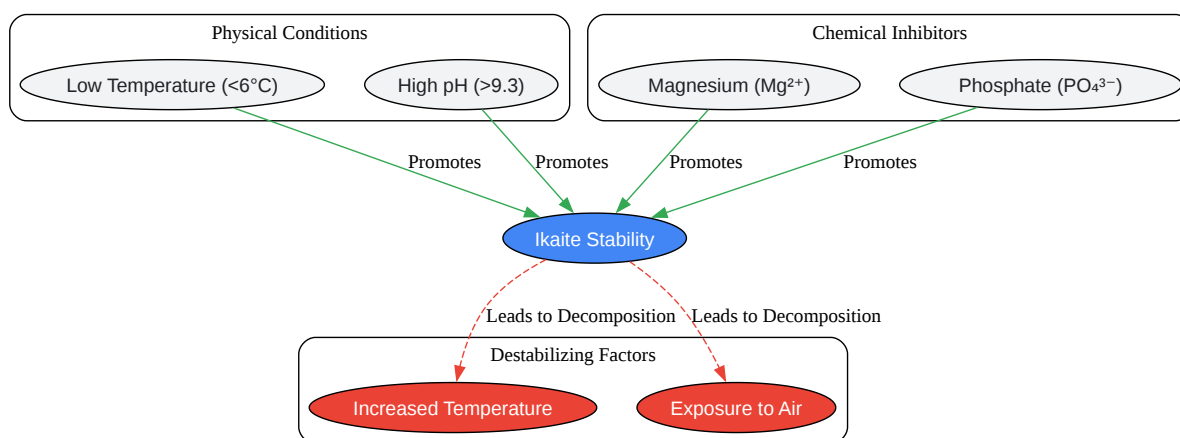 Physical Conditions
Chemical Inhibitors
Low Temperature (<6°C)
High pH (>9.3)
Magnesium (Mg²⁺)
Phosphate (PO₄³⁻)
Promotes
Promotes
Promotes
Promotes
Ikaite Stability
Leads to Decomposition
Leads to Decomposition
Destabilizing Factors
Increased Temperature
Exposure to Air